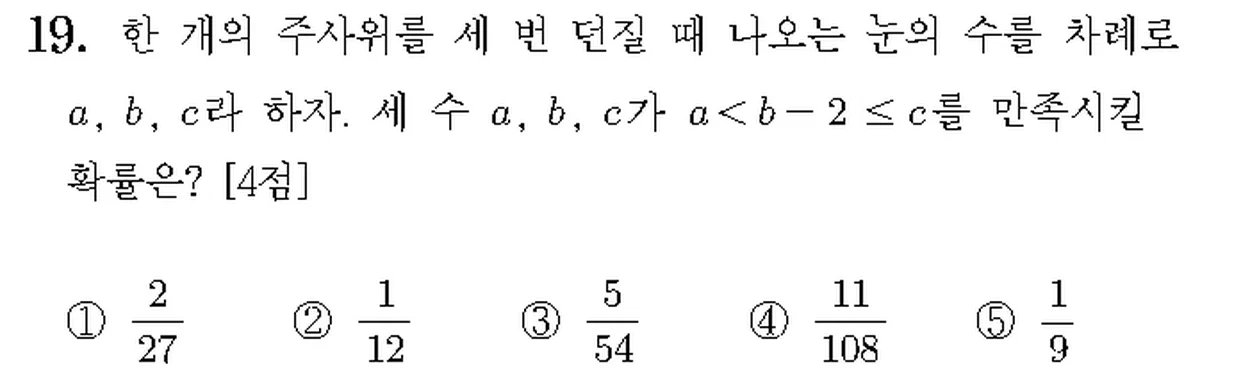 19. 한 개의 주사위를 세 번 던질 때 나오는 눈의 수를 차례로
a, b, c라 하자. 세 수 a, b, c가 a < b − 2 ≤ c를 만족시킬
확률은? [4점]
① 2/27 ② 1/12 ③ 5/54 ④ 11/108 ⑤ 1/9